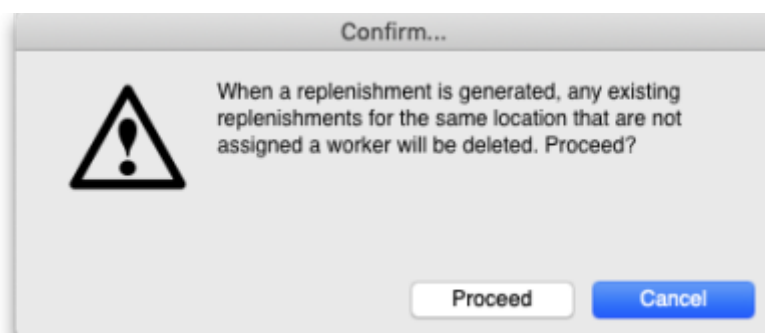 Confirm...
When a replenishment is generated, any existing
replenishments for the same location that are not
assigned a worker will be deleted. Proceed?
Proceed
Cancel